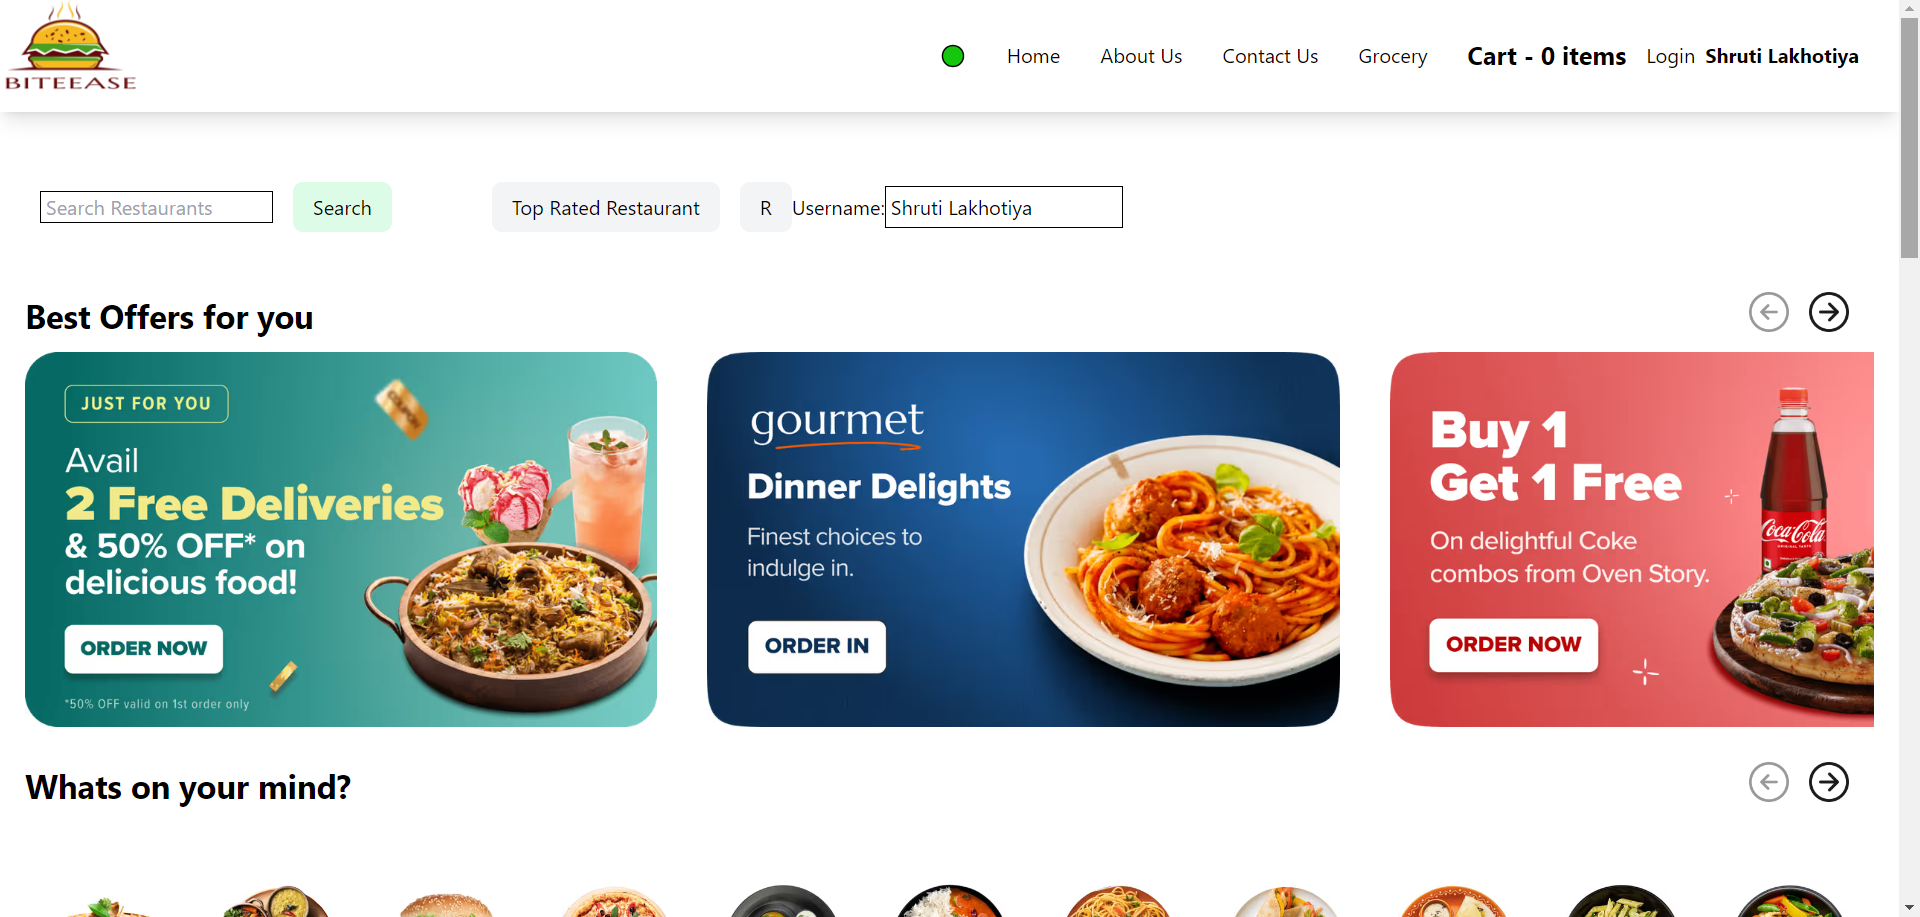 BITEEASE
Home About Us Contact Us Grocery Cart - 0 items Login Shruti Lakhotiya
Search Restaurants Search Top Rated Restaurant R Username: Shruti Lakhotiya
Best Offers for you
JUST FOR YOU
Avail
2 Free Deliveries
& 50% OFF* on
delicious food!
ORDER NOW
*50% OFF valid on 1st order only
gourmet
Dinner Delights
Finest choices to
indulge in.
ORDER IN
Buy 1
Get 1 Free
On delightful Coke
combos from Oven Story.
ORDER NOW
Coca-Cola
ORIGINAL TASTE
Whats on your mind?